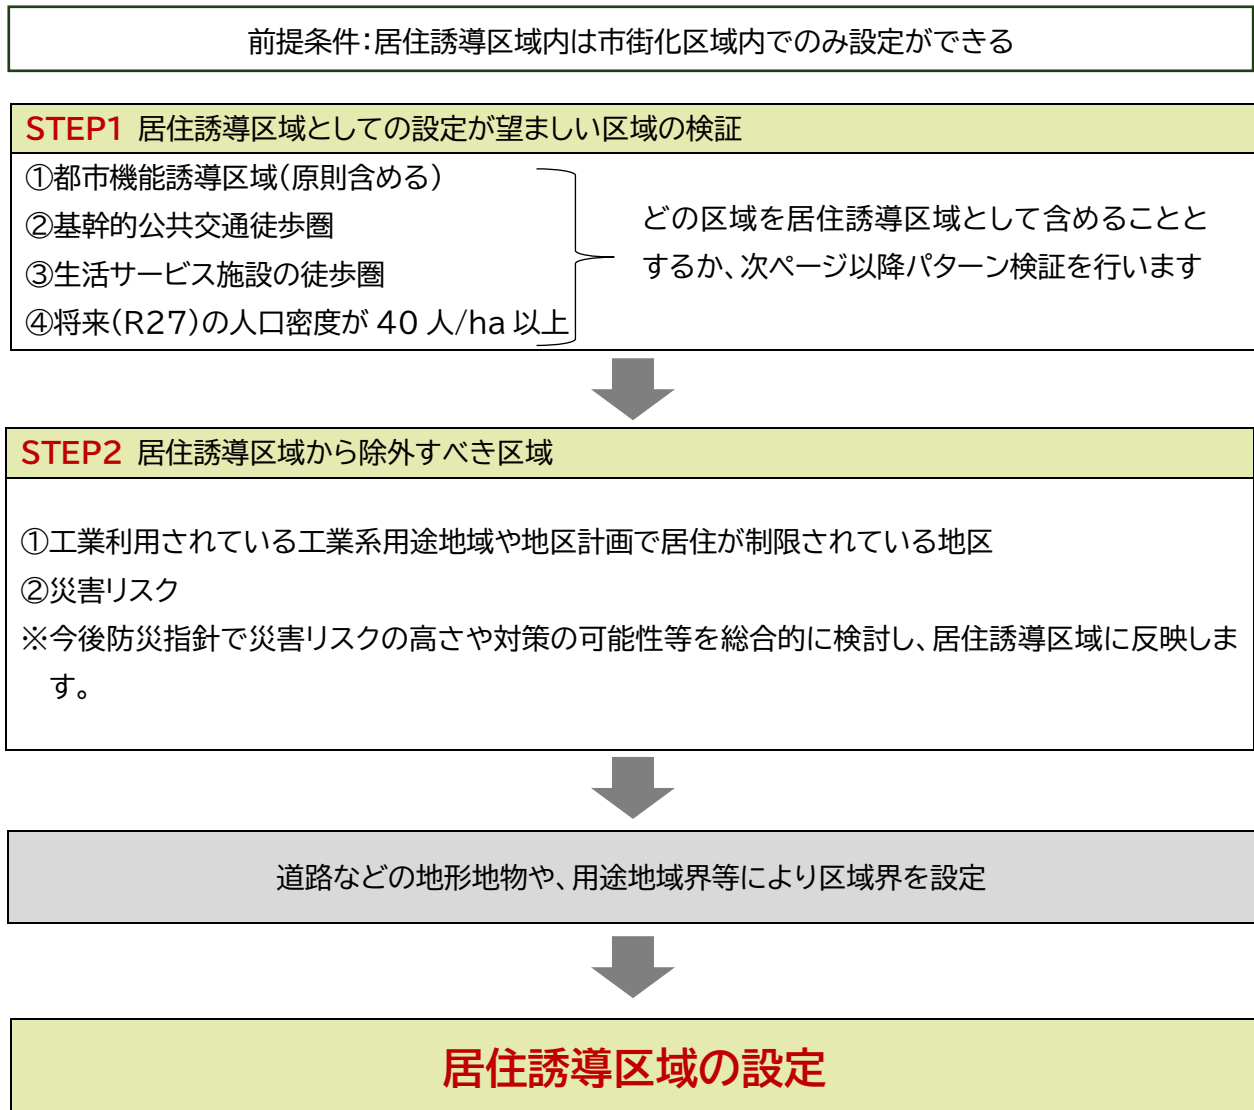 前提条件：居住誘導区域内は市街化区域内でのみ設定ができる
STEP1 居住誘導区域としての設定が望ましい区域の検証
①都市機能誘導区域（原則含める）
②基幹的公共交通徒歩圏
③生活サービス施設の徒歩圏
④将来（R27）の人口密度が 40 人/ha 以上
どの区域を居住誘導区域として含めることと
するか、次ページ以降パターン検証を行います
STEP2 居住誘導区域から除外すべき区域
①工業利用されている工業系用途地域や地区計画で居住が制限されている地区
②災害リスク
※今後防災指針で災害リスクの高さや対策の可能性等を総合的に検討し、居住誘導区域に反映しま
す。
道路などの地形地物や、用途地域界等により区域界を設定
居住誘導区域の設定